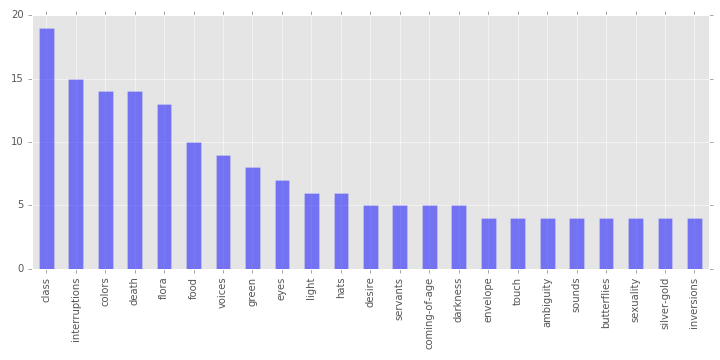 20
15
10
5
0
class
interruptions
colors
death
flora
food
voices
green
eyes
light
hats
desire
servants
coming-of-age
darkness
envelope
touch
ambiguity
sounds
butterflies
sexuality
silver-gold
inversions